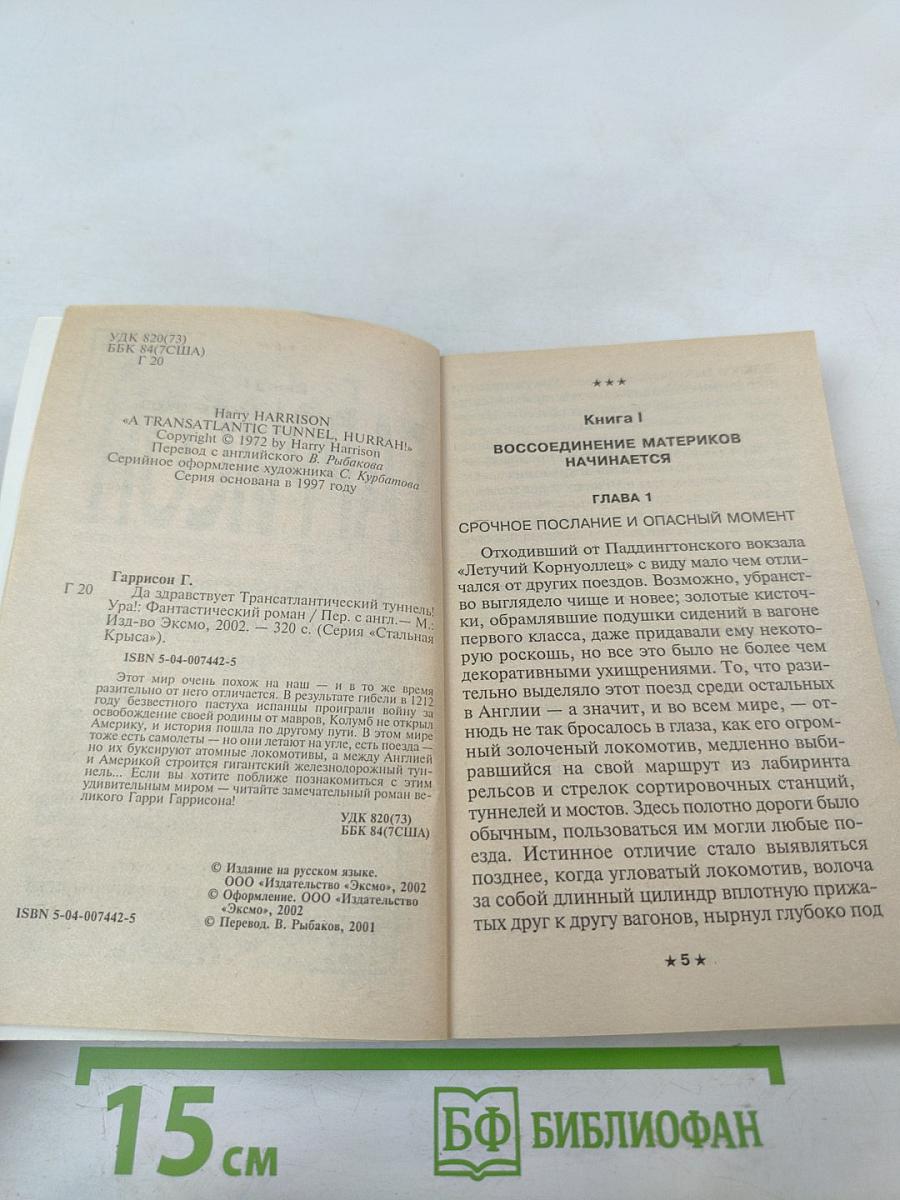 УДК 820(73)
ББК 84(7США)
Г 20
Harry HARRISON
«A TRANSATLANTIC TUNNEL, HURRAH!»
Copyright © 1972 by Harry Harrison
Перевод с английского В. Рыбакова
Серийное оформление художника С. Курбатова
Серия основана в 1997 году
Гаррисон Г.
Г 20 Да здравствует Трансатлантический туннель!
Ура!: Фантастический роман / Пер. с англ.— М.:
Изд-во Эксмо, 2002. — 320 с. (Серия «Стальная
Крыса»).
ISBN 5-04-007442-5
Этот мир очень похож на наш — и в то же время
разительно от него отличается. В результате гибели в 1212
году безвестного пастуха испанцы проиграли войну за
освобождение своей родины от мавров, Колумб не открыл
Америку, и история пошла по другому пути. В этом мире
тоже есть самолеты — но они летают на угле, есть поезда —
но их буксируют атомные локомотивы, а между Англией
и Америкой строится гигантский железнодорожный тун-
нель... Если вы хотите поближе познакомиться с этим
удивительным миром — читайте замечательный роман ве-
ликого Гарри Гаррисона!
УДК 820(73)
ББК 84(7США)
© Издание на русском языке.
ООО «Издательство «Эксмо», 2002
© Оформление. ООО «Издательство
«Эксмо», 2002
ISBN 5-04-007442-5
© Перевод. В. Рыбаков, 2001
★★★
Книга I
ВОССОЕДИНЕНИЕ МАТЕРИКОВ
НАЧИНАЕТСЯ
ГЛАВА 1
СРОЧНОЕ ПОСЛАНИЕ И ОПАСНЫЙ МОМЕНТ
Отходивший от Паддингтонского вокзала
«Летучий Корнуоллец» с виду мало чем отли-
чался от других поездов. Возможно, убранст-
во выглядело чище и новее; золотые кисточ-
ки, обрамлявшие подушки сидений в вагоне
первого класса, даже придавали ему некото-
рую роскошь, но все это было не более чем
декоративными ухищрениями. То, что рази-
тельно выделяло этот поезд среди остальных
в Англии — а значит, и во всем мире, — от-
нюдь не так бросалось в глаза, как его огром-
ный золоченый локомотив, медленно выби-
равшийся на свой маршрут из лабиринта
рельсов и стрелок сортировочных станций,
туннелей и мостов. Здесь полотно дороги было
обычным, пользоваться им могли любые по-
езда. Истинное отличие стало выявляться
позднее, когда угловатый локомотив, волоча
за собой длинный цилиндр вплотную прижа-
тых друг к другу вагонов, нырнул глубоко под
★ 5 ★
15 см
БФ БИБЛИОФАН